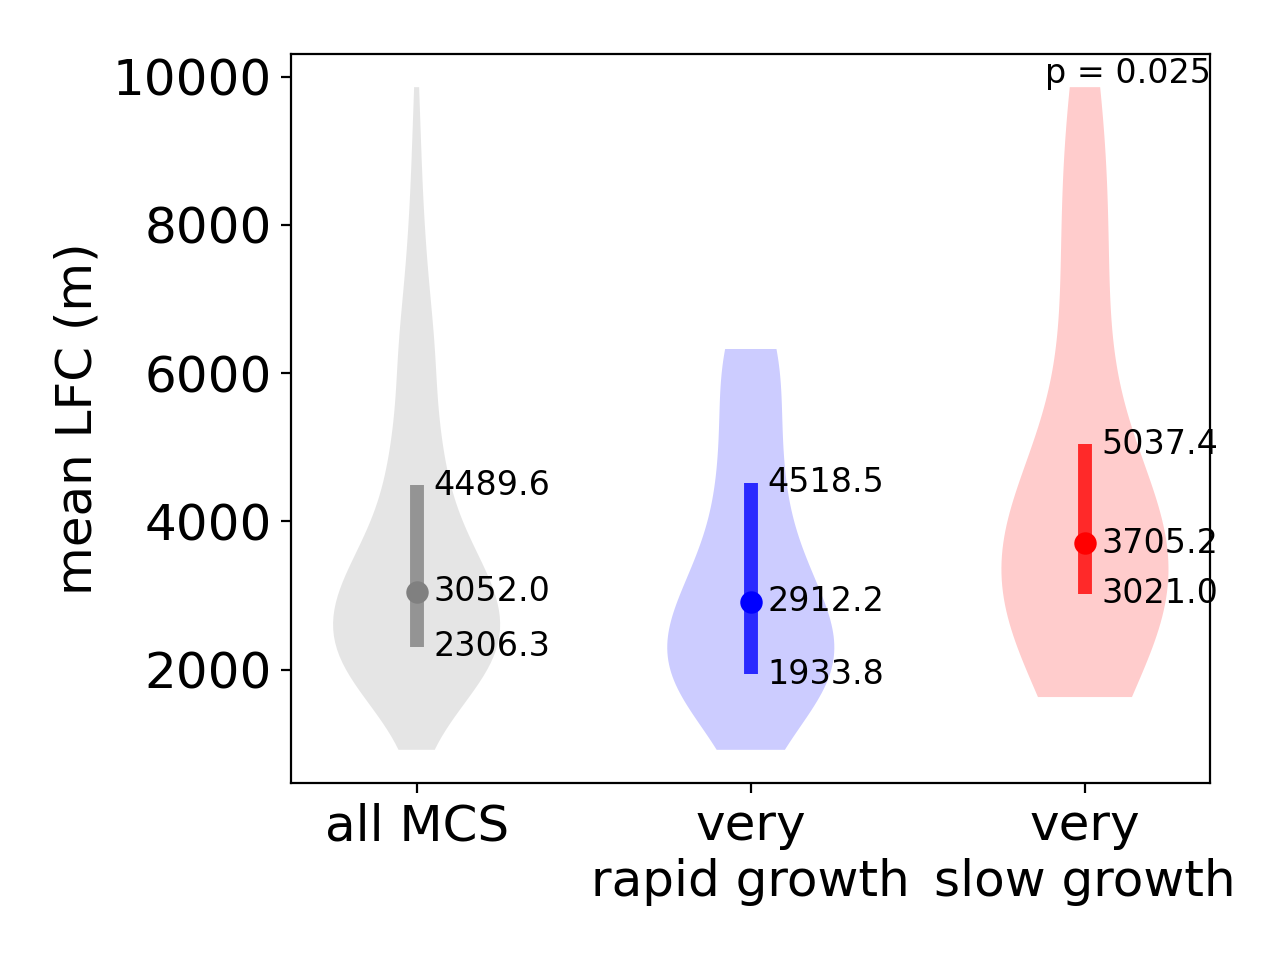 mean LFC (m)
10000
8000
6000
4000
2000
p = 0.025
4489.6
3052.0
2306.3
4518.5
2912.2
1933.8
5037.4
3705.2
3021.0
all MCS
very
rapid growth
very
slow growth